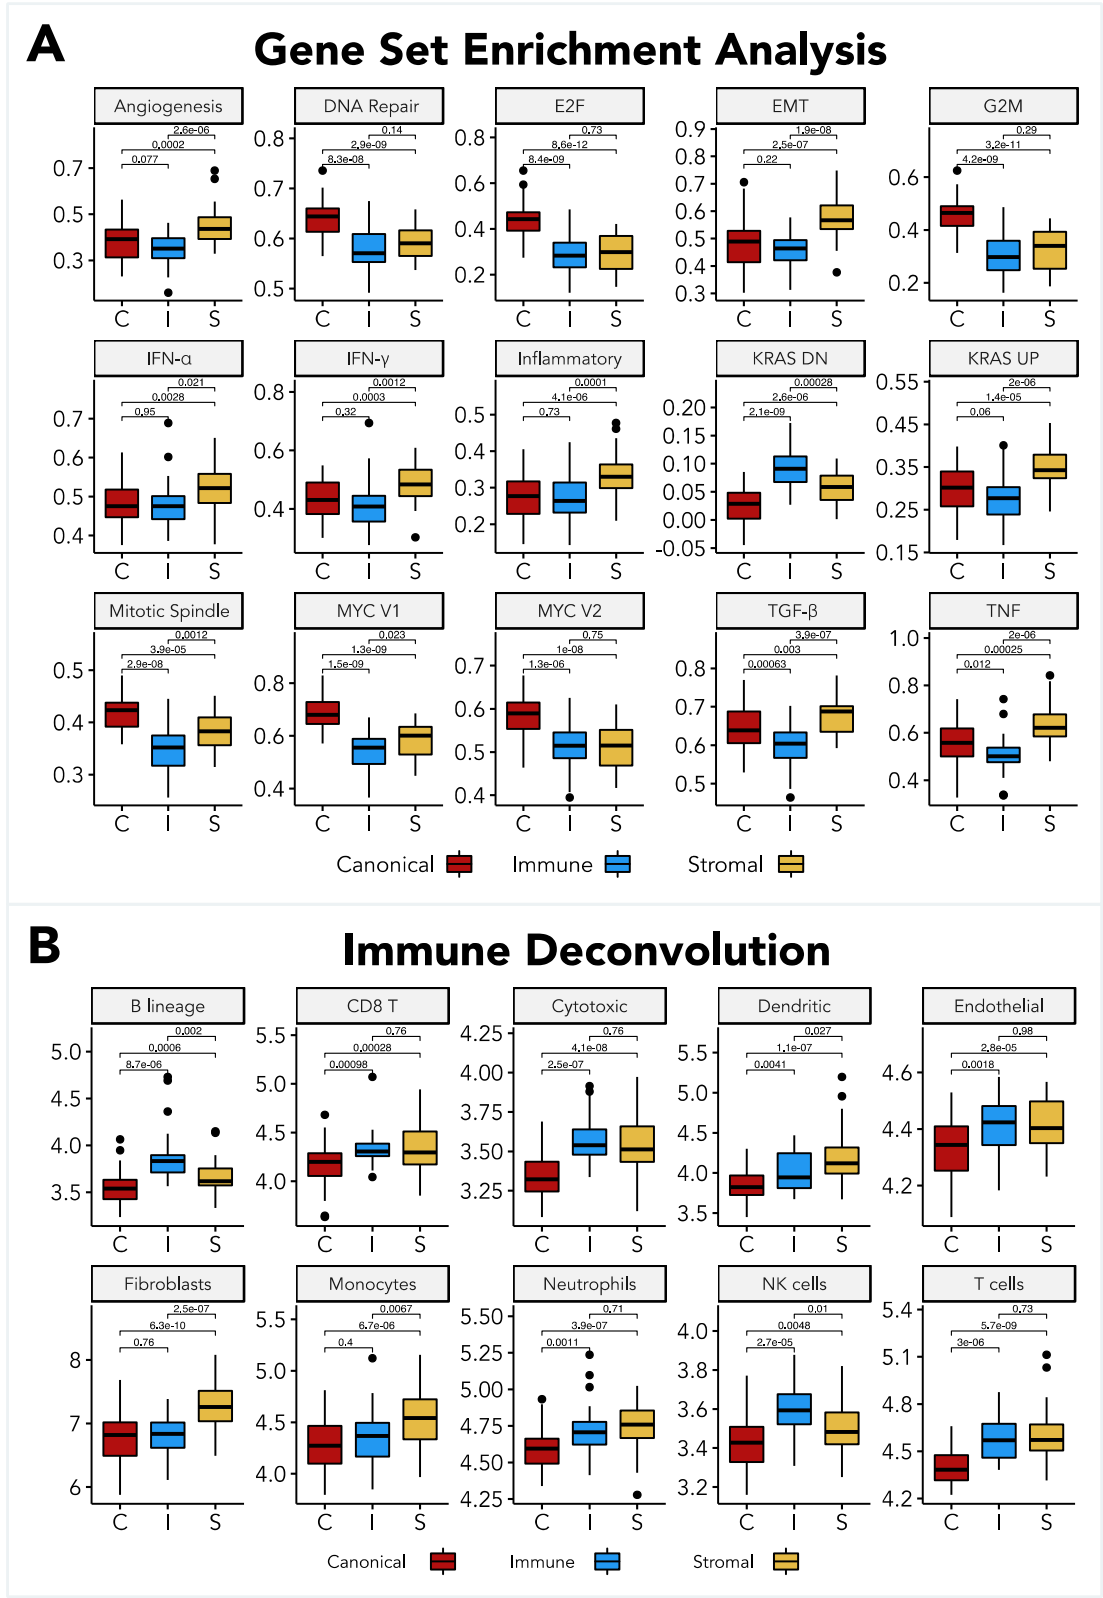 A Gene Set Enrichment Analysis
Angiogenesis DNA Repair E2F EMT G2M
2.6e-06 0.14 0.73 1.9e-08 0.29
0.0002 2.9e-09 8.6e-12 2.5e-07 3.2e-11
0.077 8.3e-08 8.4e-09 0.22 4.2e-09
0.7 0.5 0.3
0.8 0.7 0.6 0.5
0.8 0.6 0.4 0.2
0.9 0.8 0.7 0.6 0.5 0.4 0.3
0.6 0.4 0.2
C I S C I S C I S C I S C I S
IFN-α IFN-γ Inflammatory KRAS DN KRAS UP
0.021 0.0012 0.0001 0.00028 2e-06
0.0028 0.0003 4.1e-06 2.6e-06 1.4e-05
0.95 0.32 0.73 2.1e-09 0.06
0.7 0.6 0.5 0.4
0.8 0.6 0.4
0.5 0.3 0.2
0.20 0.15 0.10 0.05 0.00 -0.05
0.55 0.45 0.35 0.25 0.15
C I S C I S C I S C I S C I S
Mitotic Spindle MYC V1 MYC V2 TGF-β TNF
0.0012 0.023 0.75 3.9e-07 2e-06
3.9e-05 1.3e-09 1e-08 0.003 0.00025
2.9e-08 1.5e-09 1.3e-06 0.00063 0.012
0.5 0.4 0.3
0.8 0.6 0.4
0.7 0.6 0.5 0.4
0.8 0.7 0.6 0.5
1.0 0.8 0.6 0.4
C I S C I S C I S C I S C I S
Canonical Immune Stromal
B Immune Deconvolution
B lineage CD8 T Cytotoxic Dendritic Endothelial
0.002 0.76 0.76 0.027 0.98
0.0006 0.00028 4.1e-08 1.1e-07 2.8e-05
8.7e-06 0.00098 2.5e-07 0.0041 0.0018
5.0 4.5 4.0 3.5
5.5 5.0 4.5 4.0
4.25 4.00 3.75 3.50 3.25
5.5 5.0 4.5 4.0 3.5
4.6 4.4 4.2
C I S C I S C I S C I S C I S
Fibroblasts Monocytes Neutrophils NK cells T cells
2.5e-07 0.0067 0.71 0.01 0.73
6.3e-10 6.7e-06 3.9e-07 0.0048 5.7e-09
0.76 0.4 0.0011 2.7e-05 3e-06
8 7 6
5.5 5.0 4.5 4.0
5.50 5.25 5.00 4.75 4.50 4.25
4.0 3.8 3.6 3.4 3.2
5.4 5.1 4.8 4.5 4.2
C I S C I S C I S C I S C I S
Canonical Immune Stromal